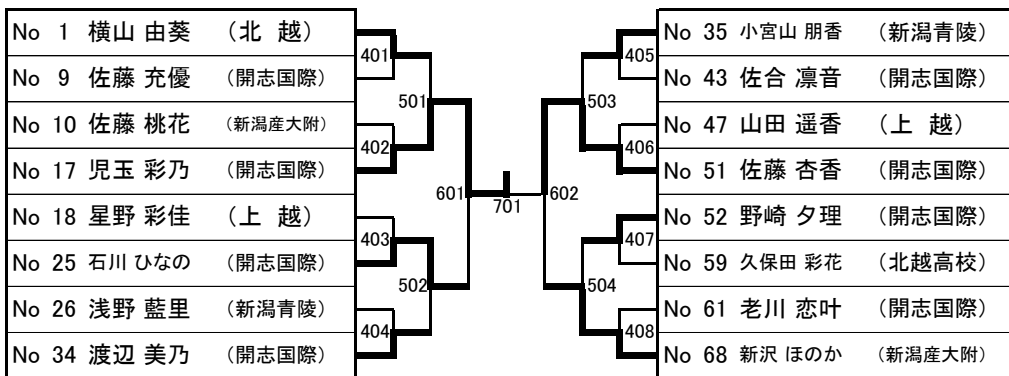 No 1 横山 由葵 (北 越)
No 9 佐藤 充優 (開志国際)
No 10 佐藤 桃花 (新潟産大附)
No 17 児玉 彩乃 (開志国際)
No 18 星野 彩佳 (上 越)
No 25 石川 ひなの (開志国際)
No 26 浅野 藍里 (新潟青陵)
No 34 渡辺 美乃 (開志国際)
401
402
403
404
501
502
601
701
602
503
504
405
406
407
408
No 35 小宮山 朋香 (新潟青陵)
No 43 佐合 凛音 (開志国際)
No 47 山田 遥香 (上 越)
No 51 佐藤 杏香 (開志国際)
No 52 野崎 夕理 (開志国際)
No 59 久保田 彩花 (北越高校)
No 61 老川 恋叶 (開志国際)
No 68 新沢 ほのか (新潟産大附)